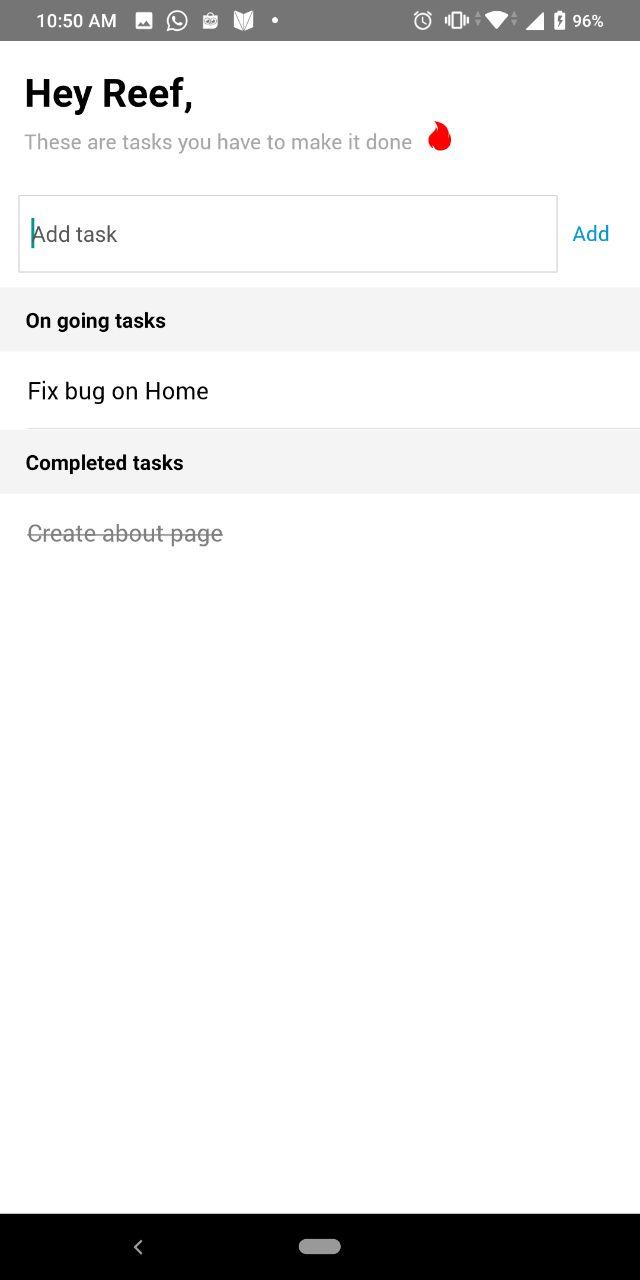 10:50 AM 96%
Hey Reef,
These are tasks you have to make it done
Add task Add
On going tasks
Fix bug on Home
Completed tasks
Create about page